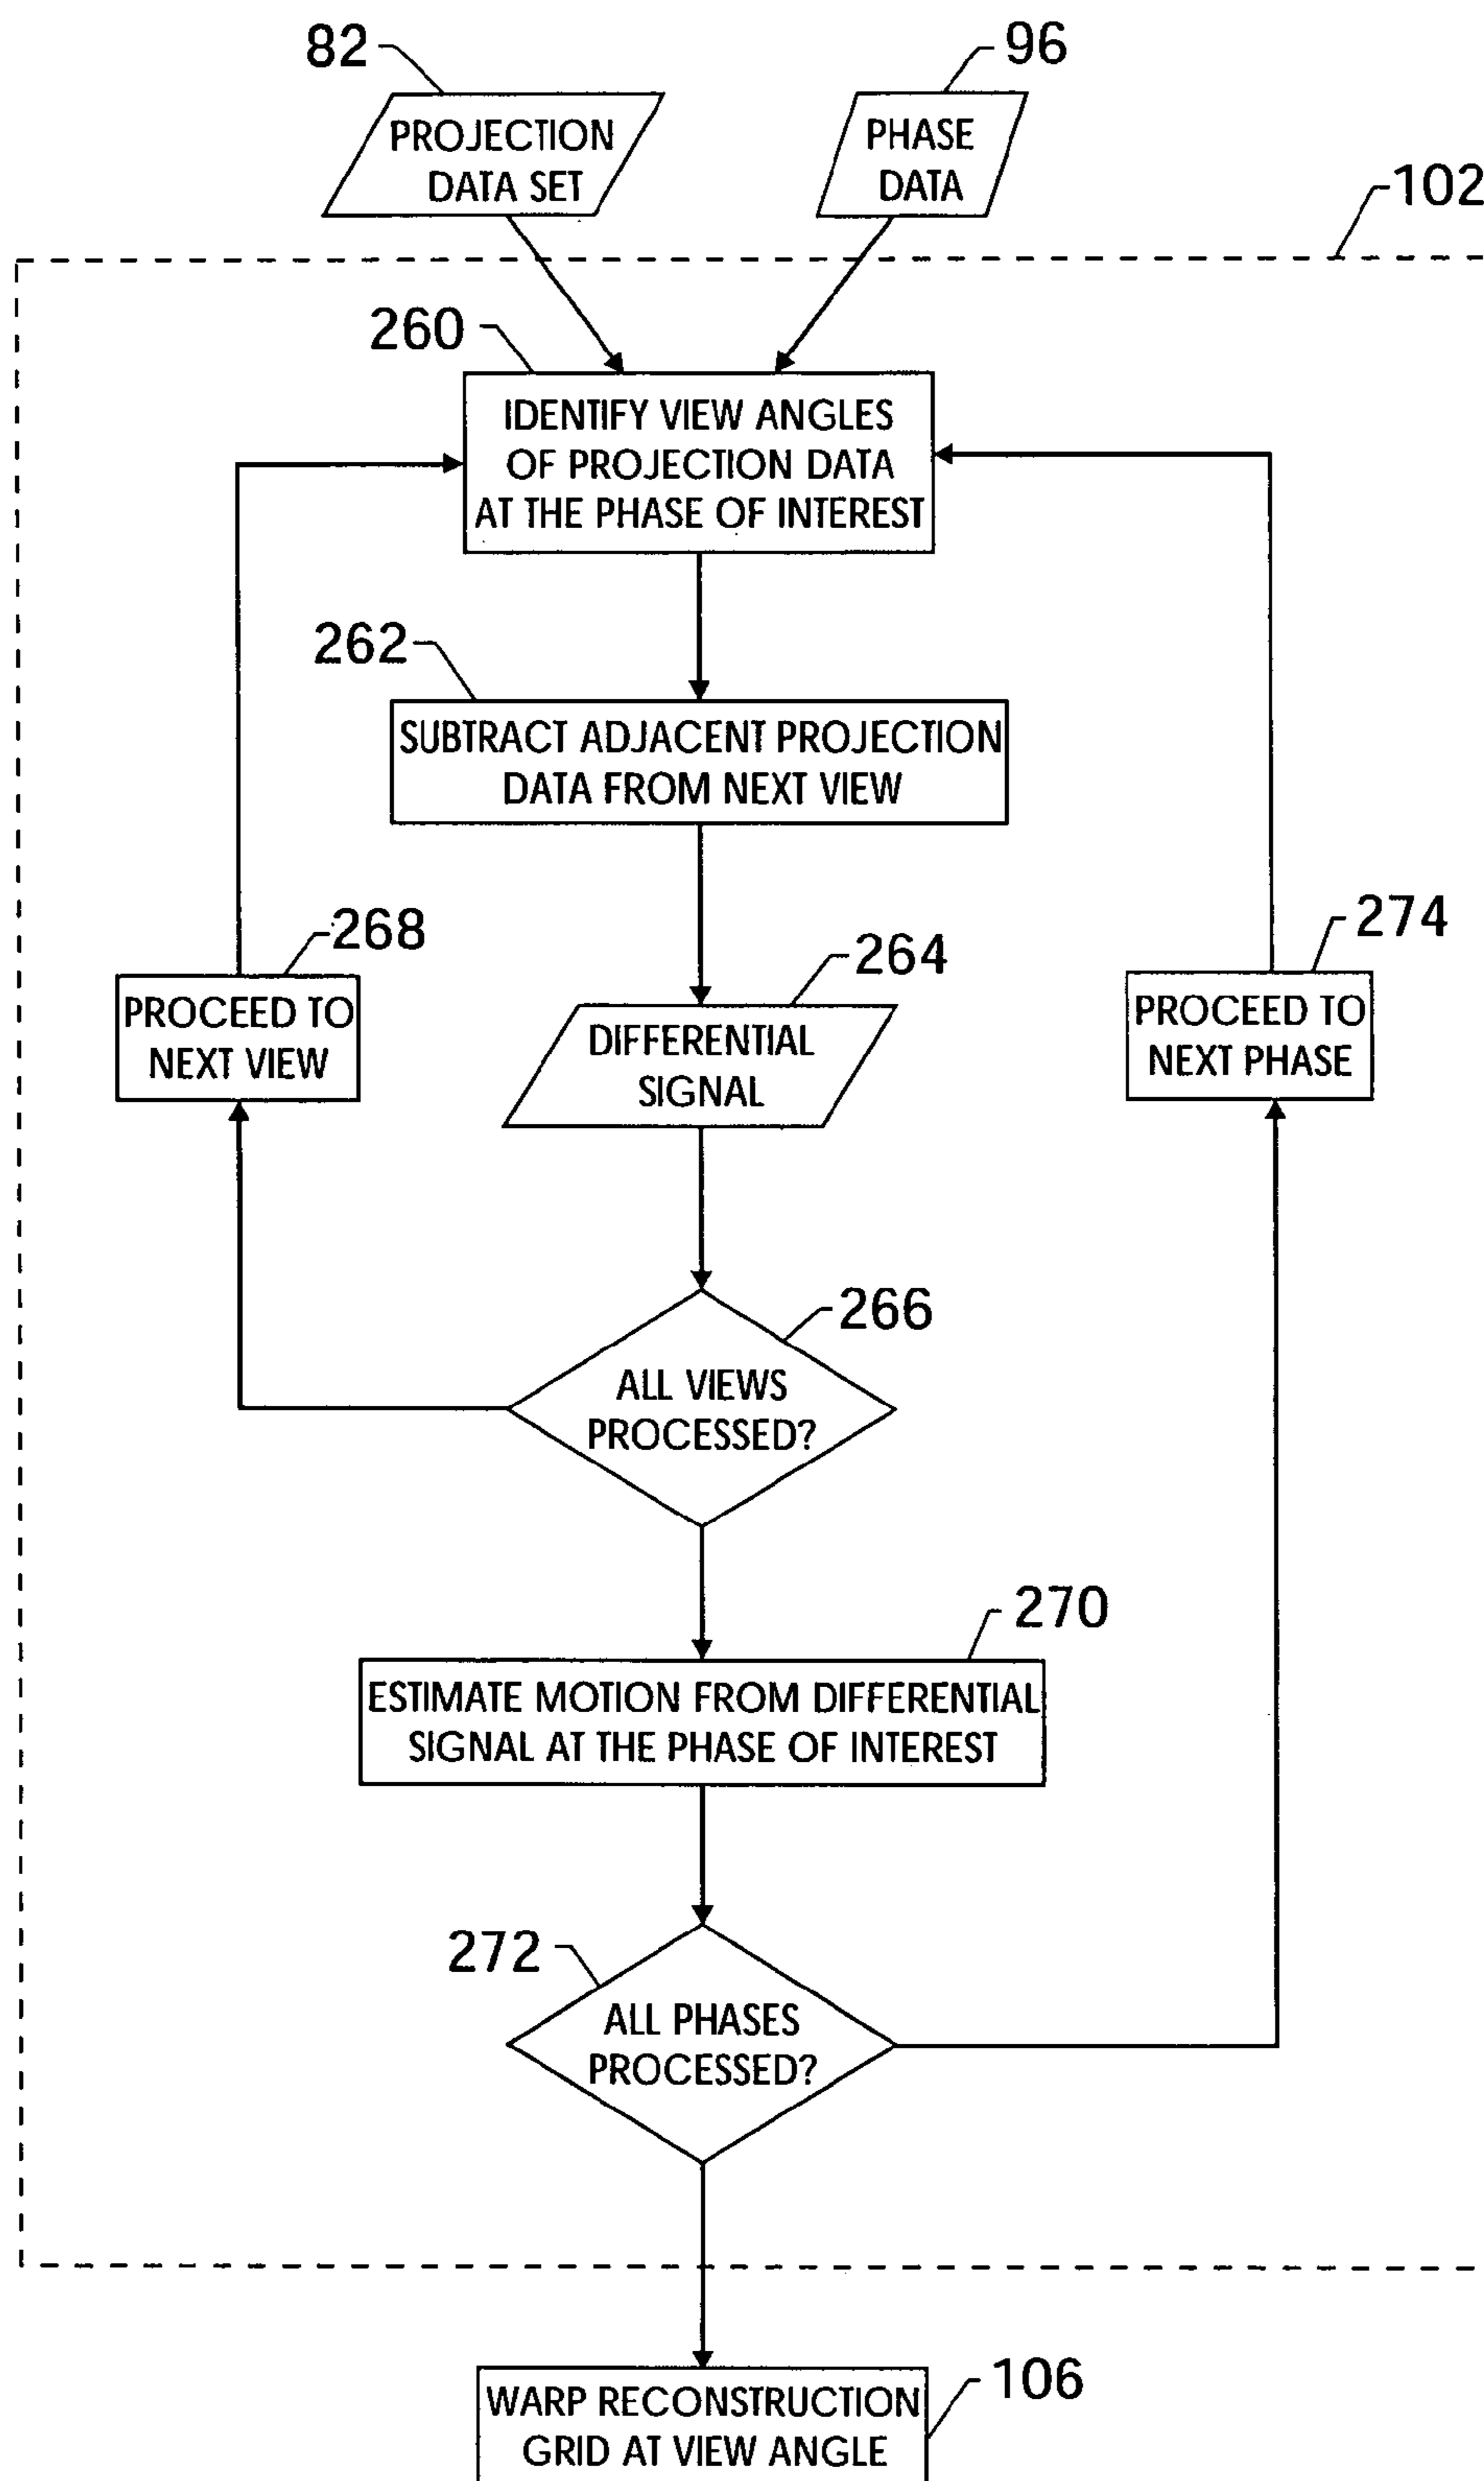 82
96
PROJECTION
DATA SET
PHASE
DATA
102
260
IDENTIFY VIEW ANGLES
OF PROJECTION DATA
AT THE PHASE OF INTEREST
262
SUBTRACT ADJACENT PROJECTION
DATA FROM NEXT VIEW
268
264
274
PROCEED TO
NEXT VIEW
DIFFERENTIAL
SIGNAL
PROCEED TO
NEXT PHASE
266
ALL VIEWS
PROCESSED?
270
ESTIMATE MOTION FROM DIFFERENTIAL
SIGNAL AT THE PHASE OF INTEREST
272
ALL PHASES
PROCESSED?
106
WARP RECONSTRUCTION
GRID AT VIEW ANGLE